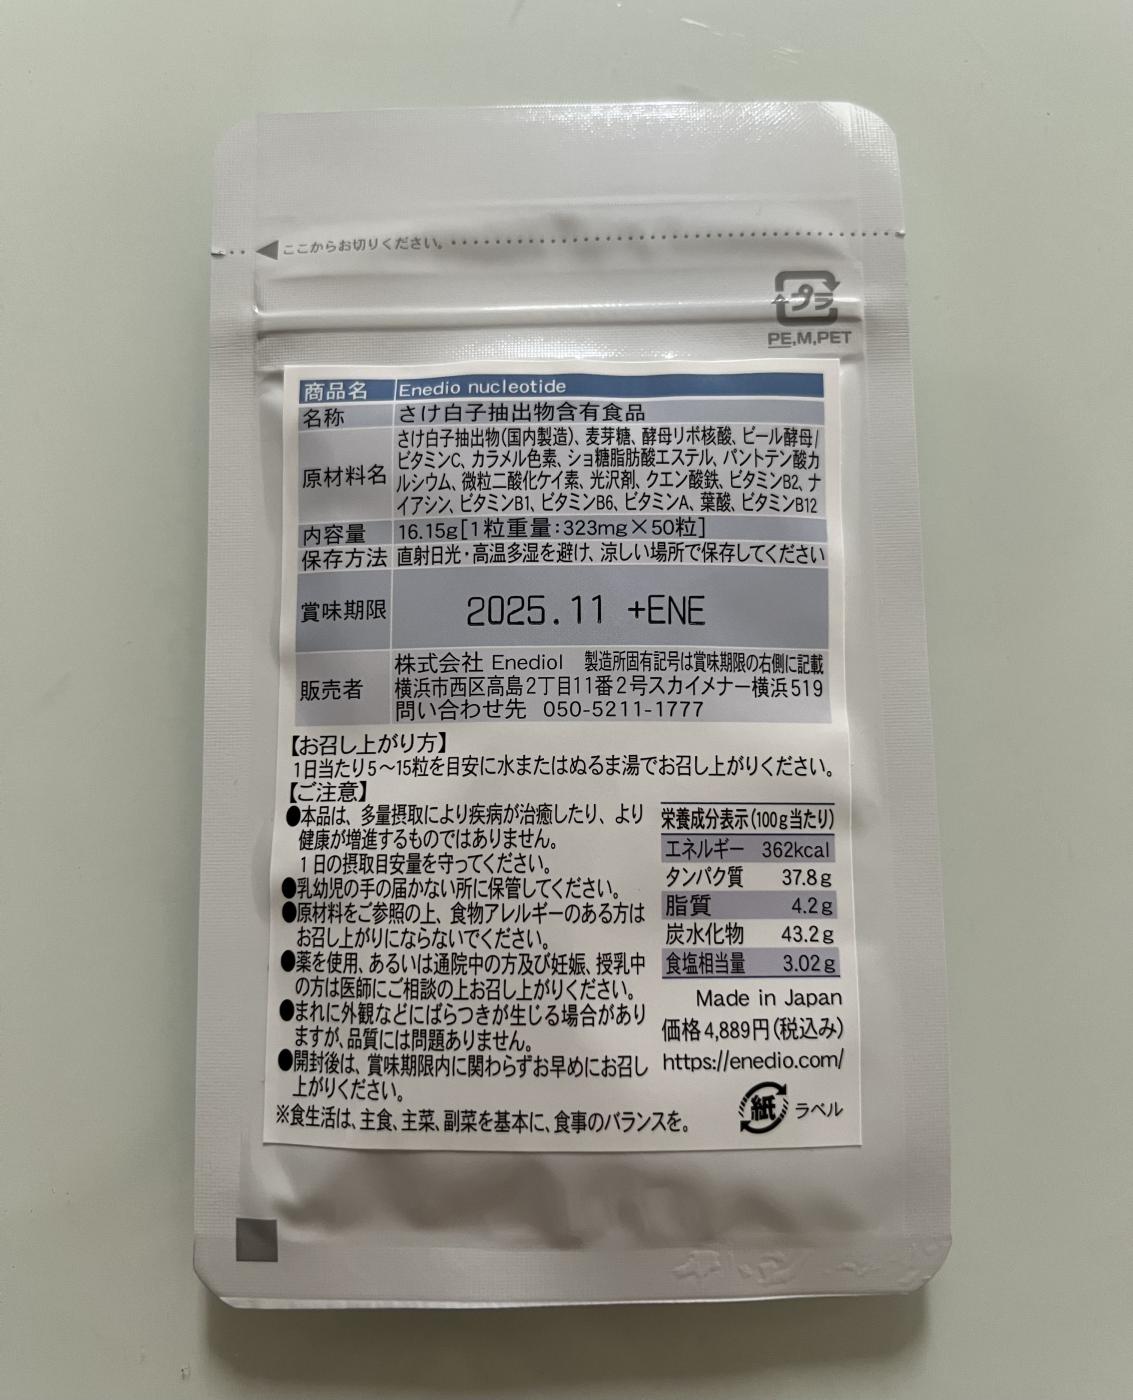 ここからお切りください。
プラ
PE,M,PET
商品名 Enedio nucleotide
名称 さけ白子抽出物含有食品
原材料名 さけ白子抽出物(国内製造)、麦芽糖、酵母リボ核酸、ビール酵母/
ビタミンC、カラメル色素、ショ糖脂肪酸エステル、パントテン酸カ
ルシウム、微粒二酸化ケイ素、光沢剤、クエン酸鉄、ビタミンB2、ナ
イアシン、ビタミンB1、ビタミンB6、ビタミンA、葉酸、ビタミンB12
内容量 16.15g[1粒重量:323mg×50粒]
保存方法 直射日光・高温多湿を避け、涼しい場所で保存してください
賞味期限 2025.11 +ENE
販売者 株式会社 Enediol 製造所固有記号は賞味期限の右側に記載
横浜市西区高島2丁目11番2号スカイメナー横浜519
問い合わせ先 050-5211-1777
【お召し上がり方】
1日当たり5～15粒を目安に水またはぬるま湯でお召し上がりください。
【ご注意】
●本品は、多量摂取により疾病が治癒したり、より
健康が増進するものではありません。
1日の摂取目安量を守ってください。
●乳幼児の手の届かない所に保管してください。
●原材料をご参照の上、食物アレルギーのある方は
お召し上がりにならないでください。
●薬を使用、あるいは通院中の方及び妊娠、授乳中
の方は医師にご相談の上お召し上がりください。
●まれに外観などにばらつきが生じる場合があり
ますが、品質には問題ありません。
●開封後は、賞味期限内に関わらずお早めにお召し
上がりください。
※食生活は、主食、主菜、副菜を基本に、食事のバランスを。
栄養成分表示(100g当たり)
エネルギー 362kcal
タンパク質 37.8g
脂質 4.2g
炭水化物 43.2g
食塩相当量 3.02g
Made in Japan
価格4,889円(税込み)
https://enedio.com/
紙 ラベル